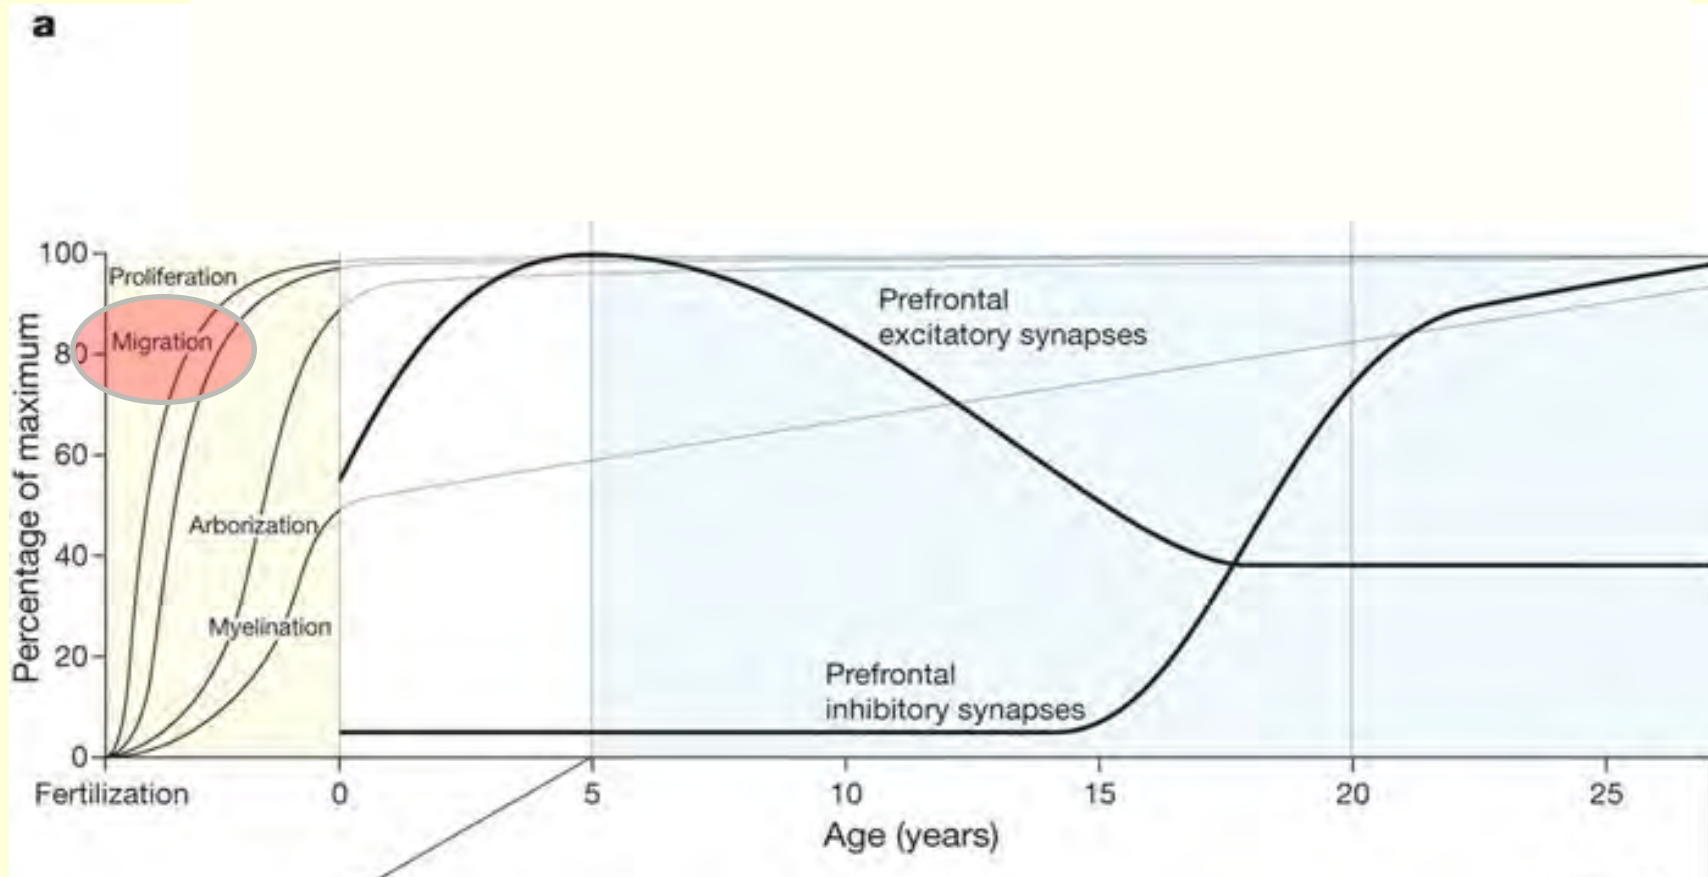 a
100
80
60
40
20
0
Percentage of maximum
Proliferation
Migration
Arborization
Myelination
Prefrontal
excitatory synapses
Prefrontal
inhibitory synapses
Fertilization
0
5
10
15
20
25
Age (years)